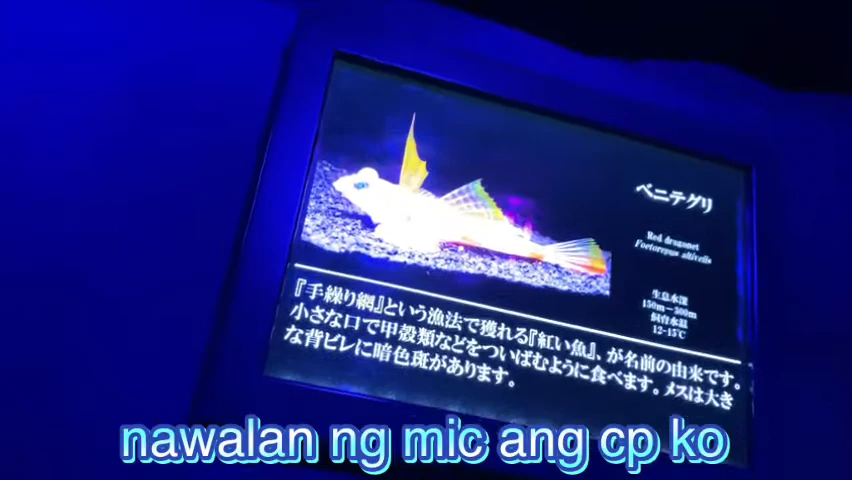 ベニテグリ
Red dragonet
Foetorepus altivelis
生息水深
150m－300m
飼育水温
12-15℃
『手繰り網』という漁法で獲れる『紅い魚』、が名前の由来です。
小さな口で甲殻類などをついばむように食べます。メスは大き
な背ビレに暗色斑があります。
nawalan ng mic ang cp ko